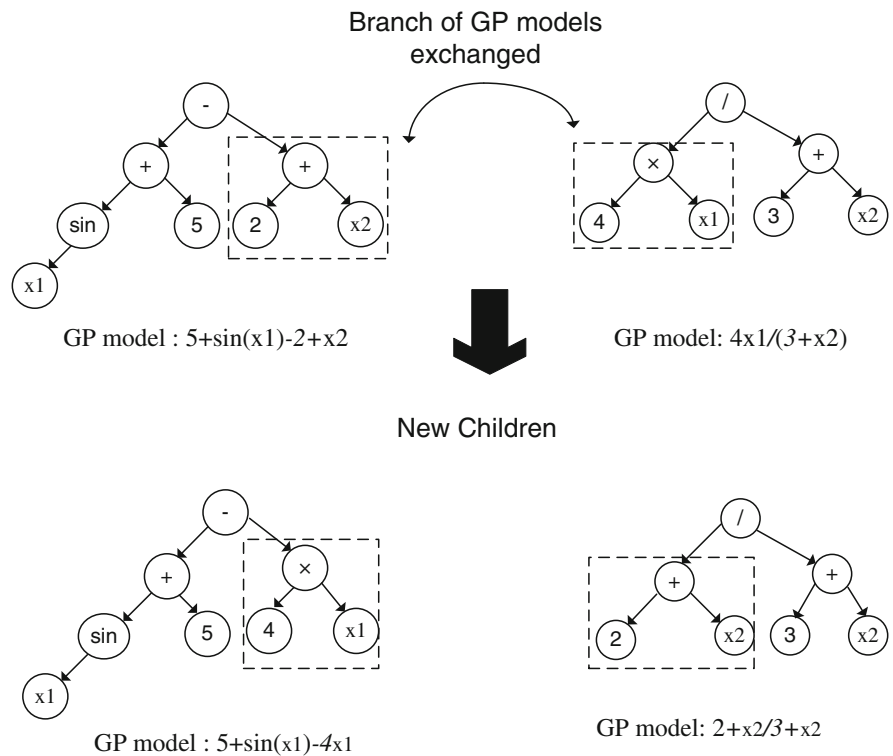 Branch of GP models
exchanged
-
/
+
+
×
+
sin
5
2
x2
4
x1
3
x2
x1
GP model : 5+sin(x1)-2+x2
GP model: 4x1/(3+x2)
New Children
-
/
+
×
+
+
sin
5
4
x1
2
x2
3
x2
x1
GP model : 5+sin(x1)-4x1
GP model: 2+x2/3+x2